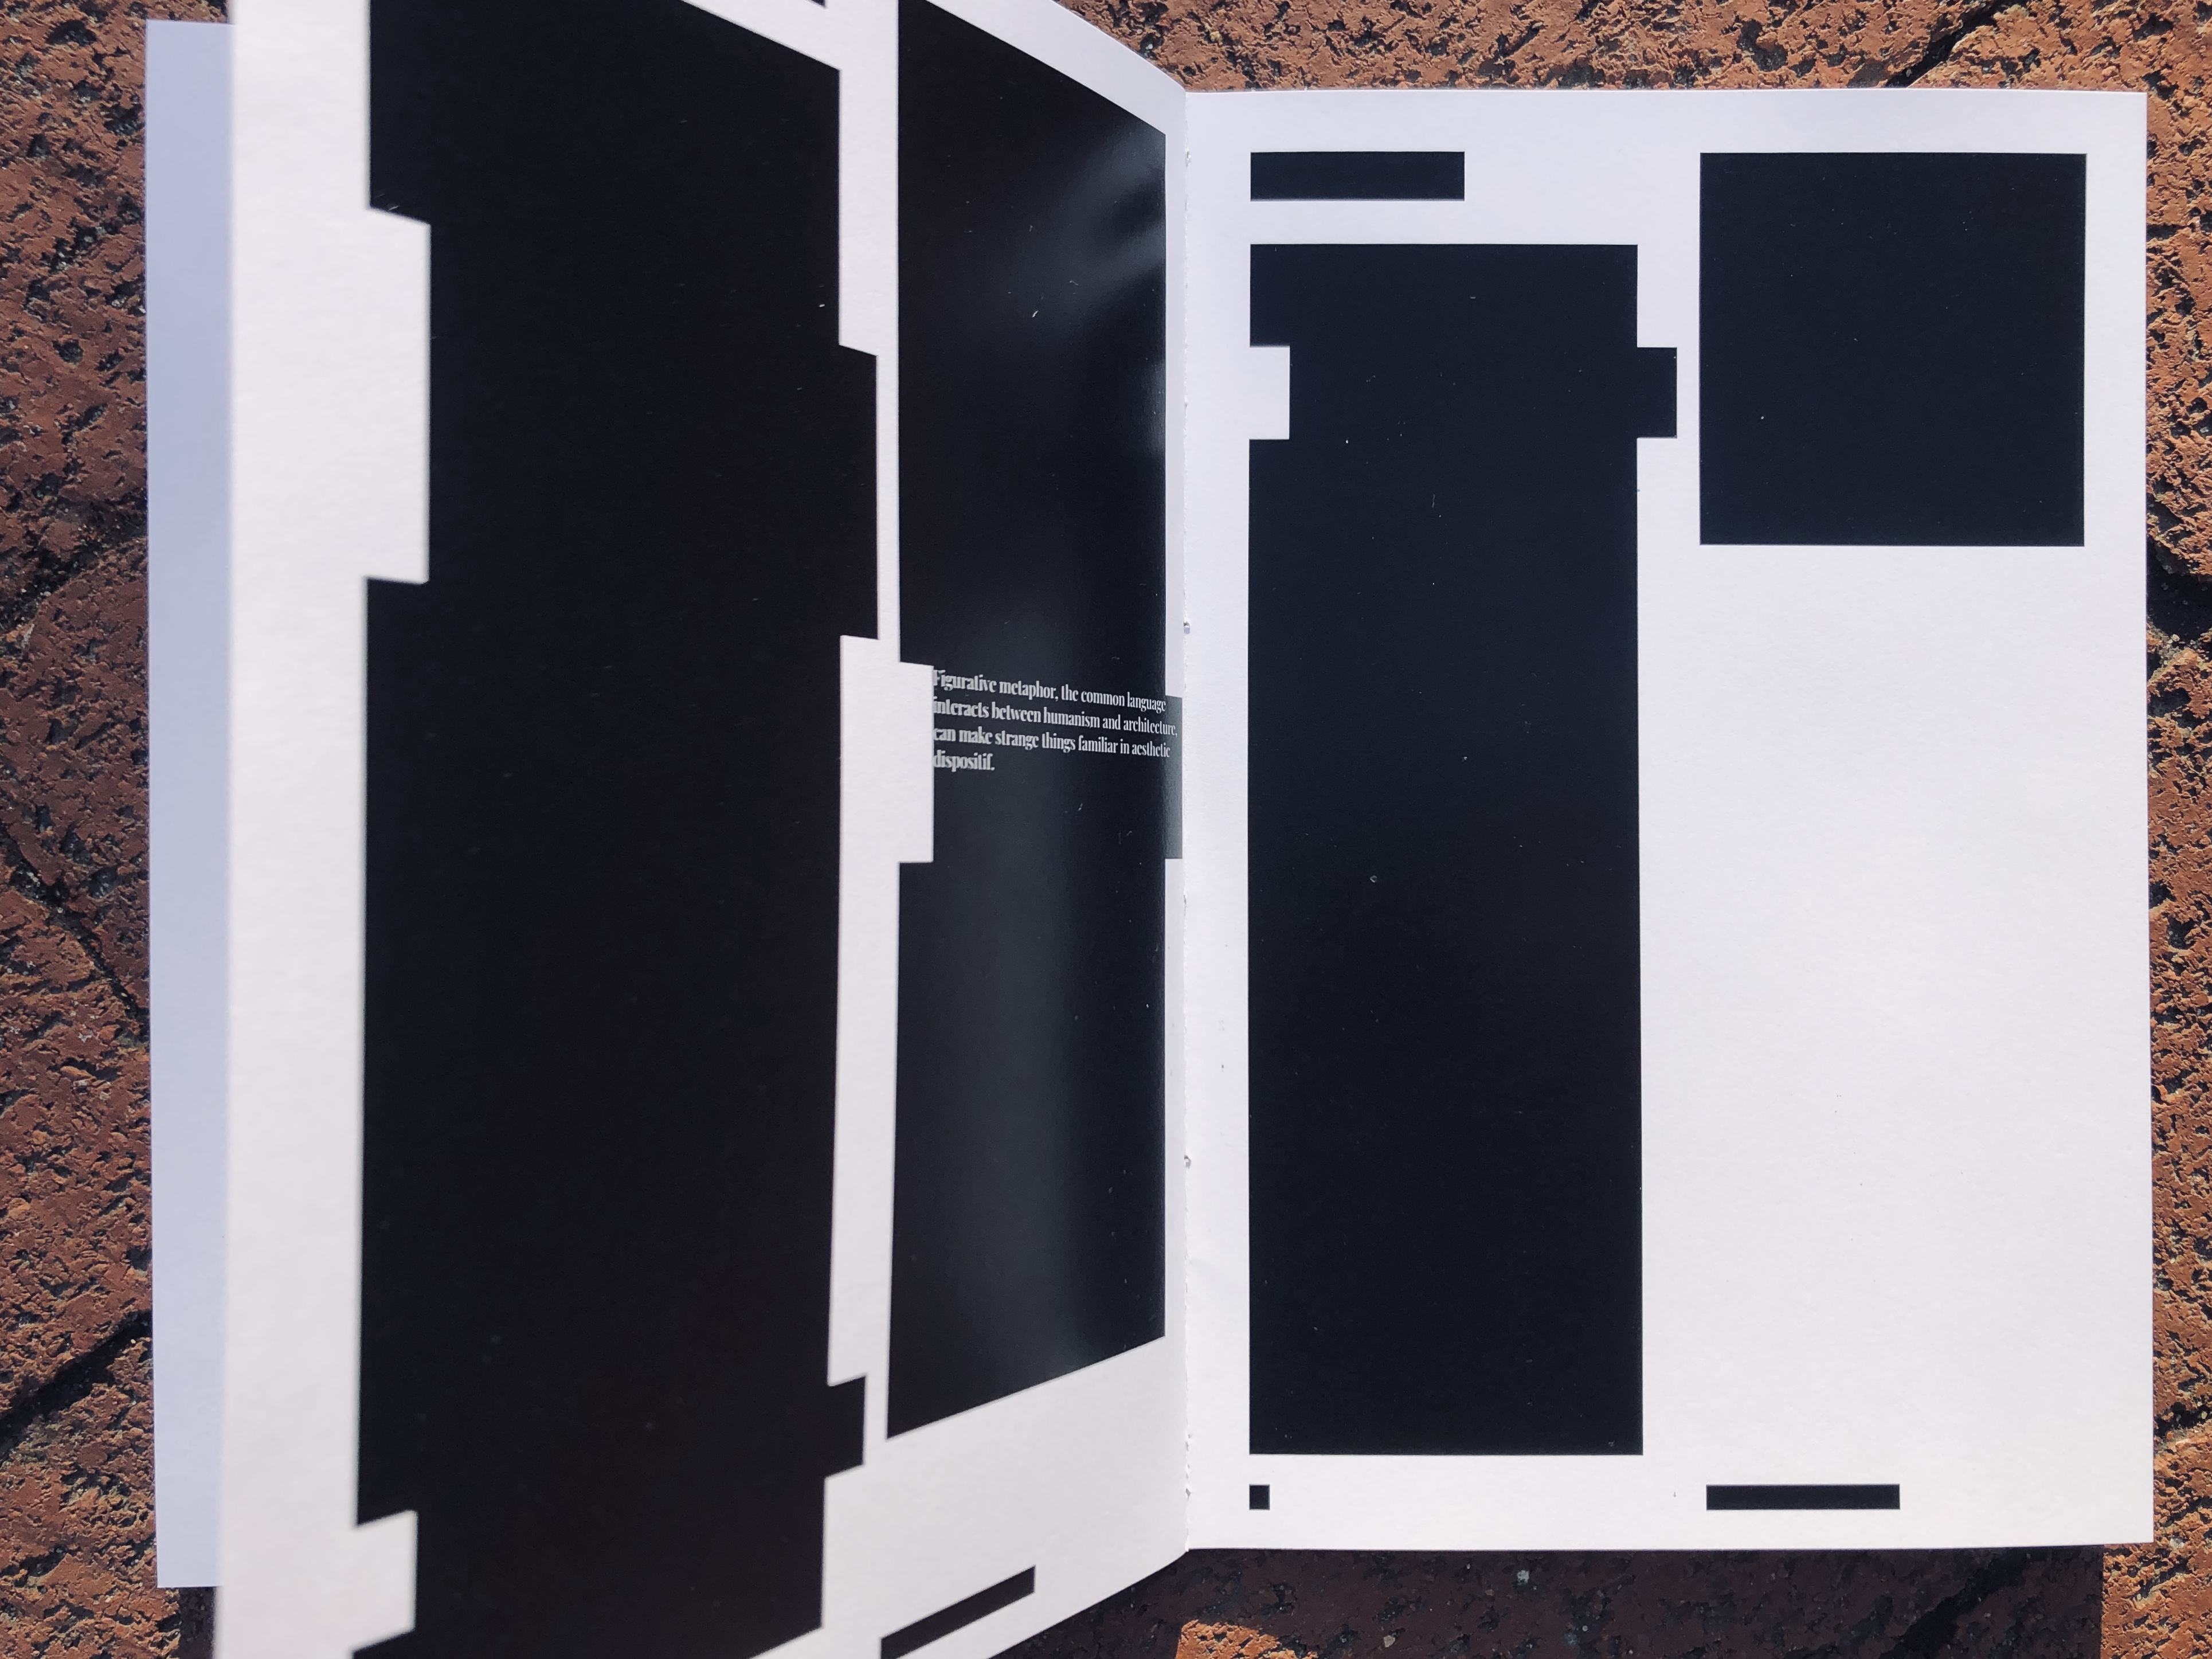 Figurative metaphor, the common language
interacts between humanism and architecture,
can make strange things familiar in aesthetic
dispositif.